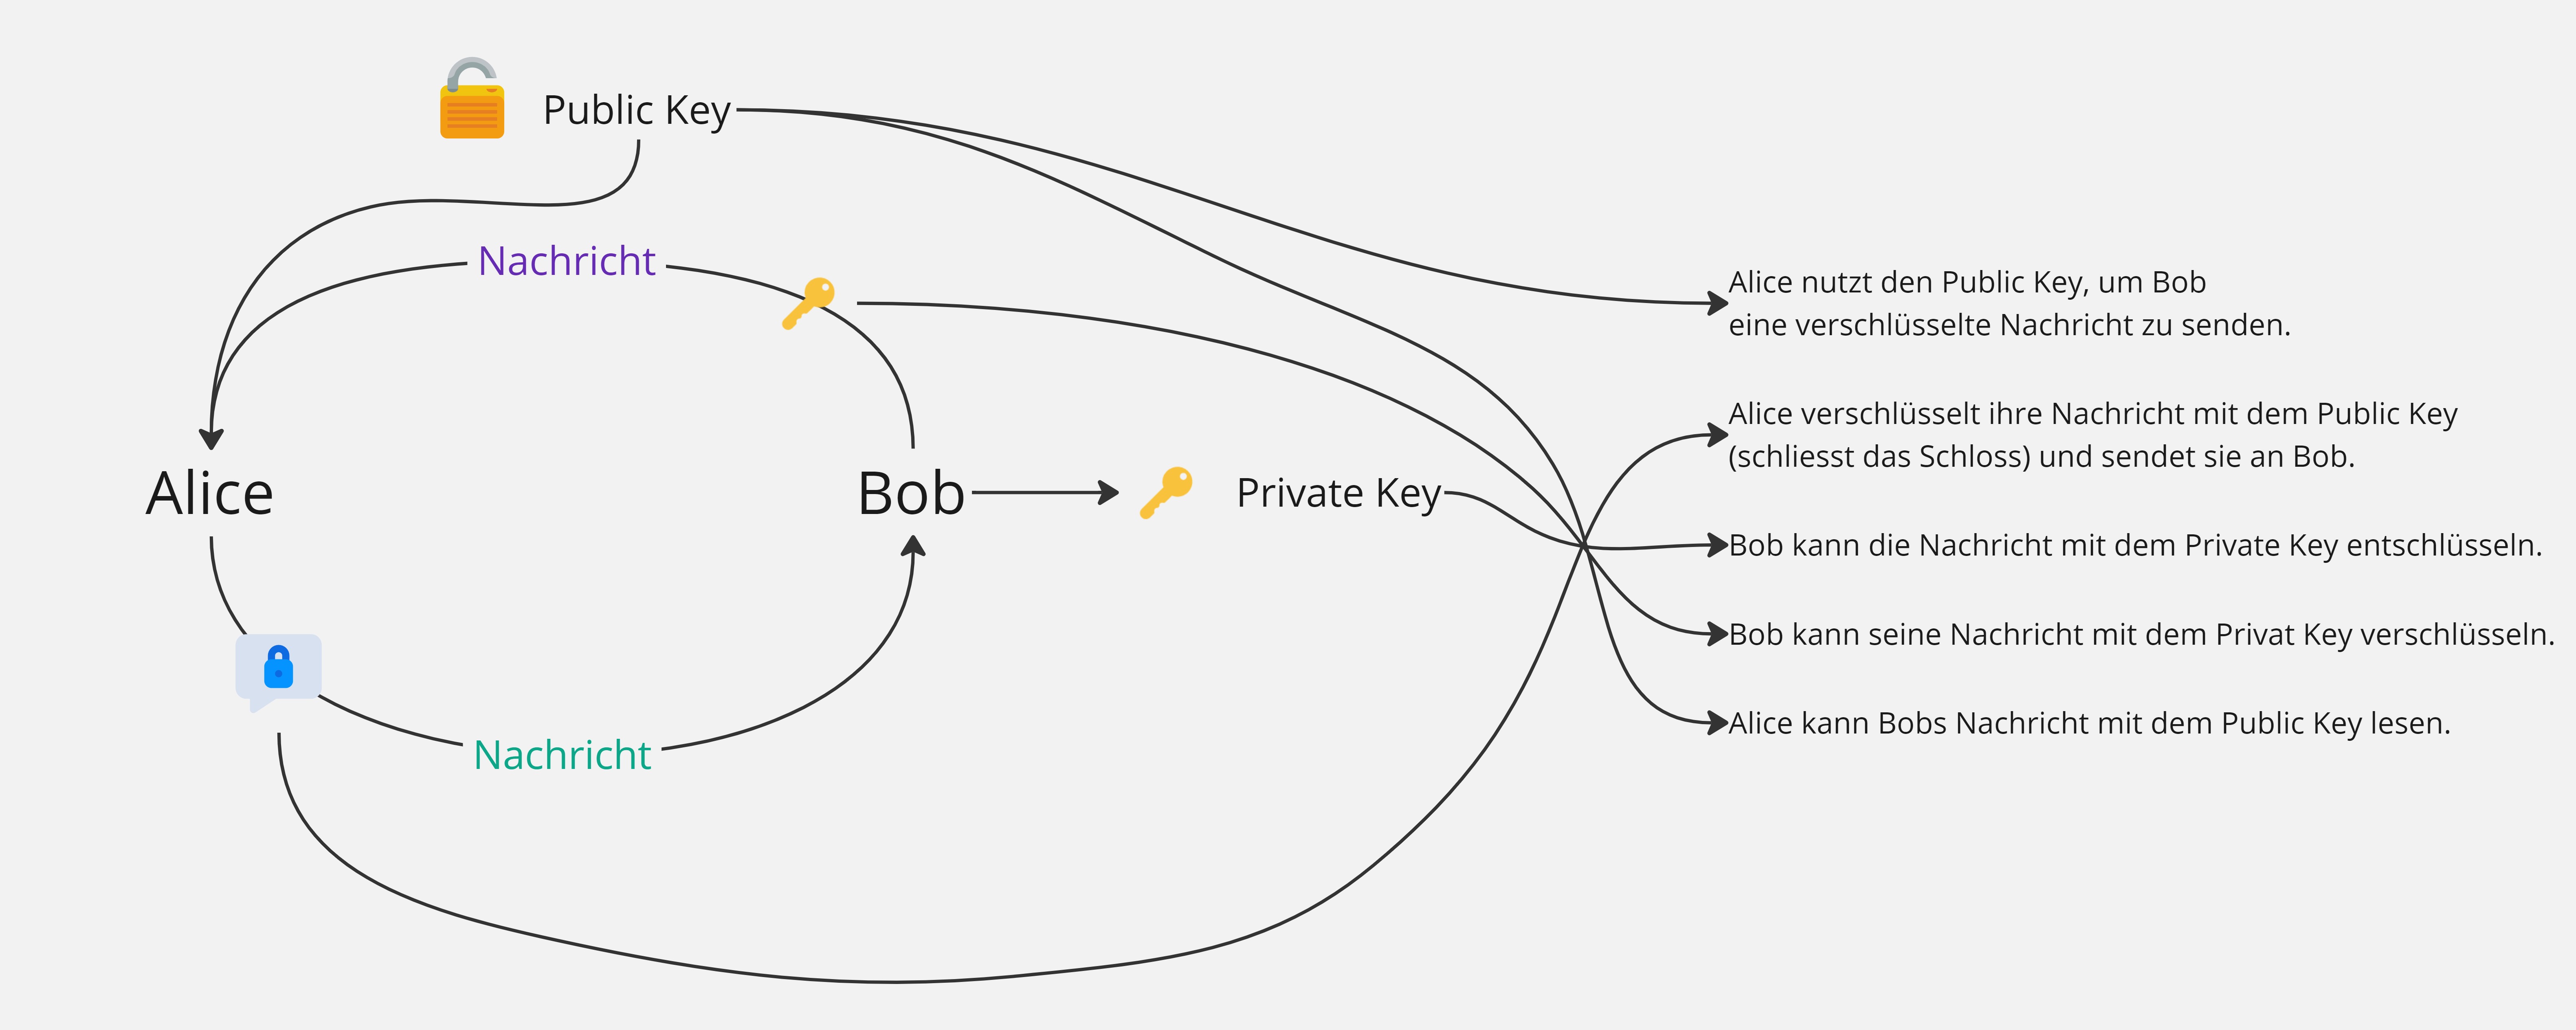 Public Key
Nachricht
Alice
Bob
Private Key
Nachricht
Alice nutzt den Public Key, um Bob
eine verschlüsselte Nachricht zu senden.
Alice verschlüsselt ihre Nachricht mit dem Public Key
(schliesst das Schloss) und sendet sie an Bob.
Bob kann die Nachricht mit dem Private Key entschlüsseln.
Bob kann seine Nachricht mit dem Privat Key verschlüsseln.
Alice kann Bobs Nachricht mit dem Public Key lesen.